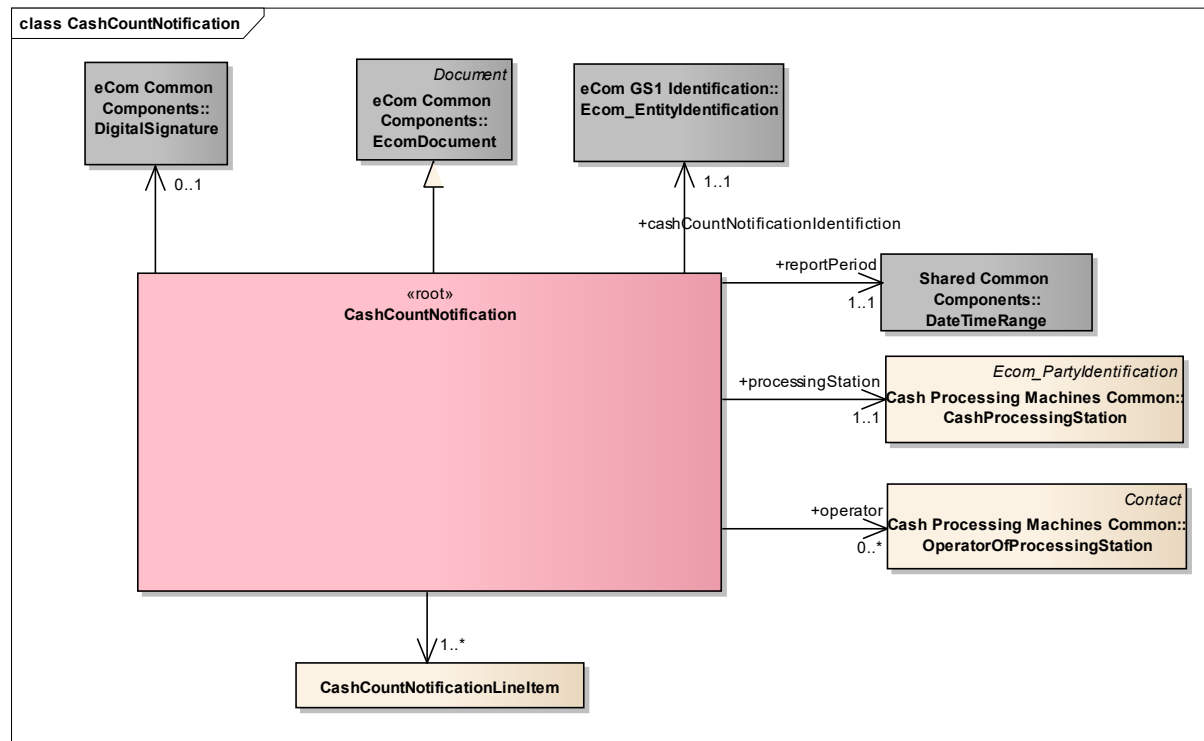 class CashCountNotification
eCom Common
Components::
DigitalSignature
Document
eCom Common
Components::
EcomDocument
eCom GS1 Identification::
Ecom_EntityIdentification
0..1
1..1
+cashCountNotificationIdentifiction
«root»
CashCountNotification
+reportPeriod
1..1
Shared Common
Components::
DateTimeRange
+processingStation
1..1
Ecom_PartyIdentification
Cash Processing Machines Common::
CashProcessingStation
+operator
0..*
Contact
Cash Processing Machines Common::
OperatorOfProcessingStation
1..*
CashCountNotificationLineItem